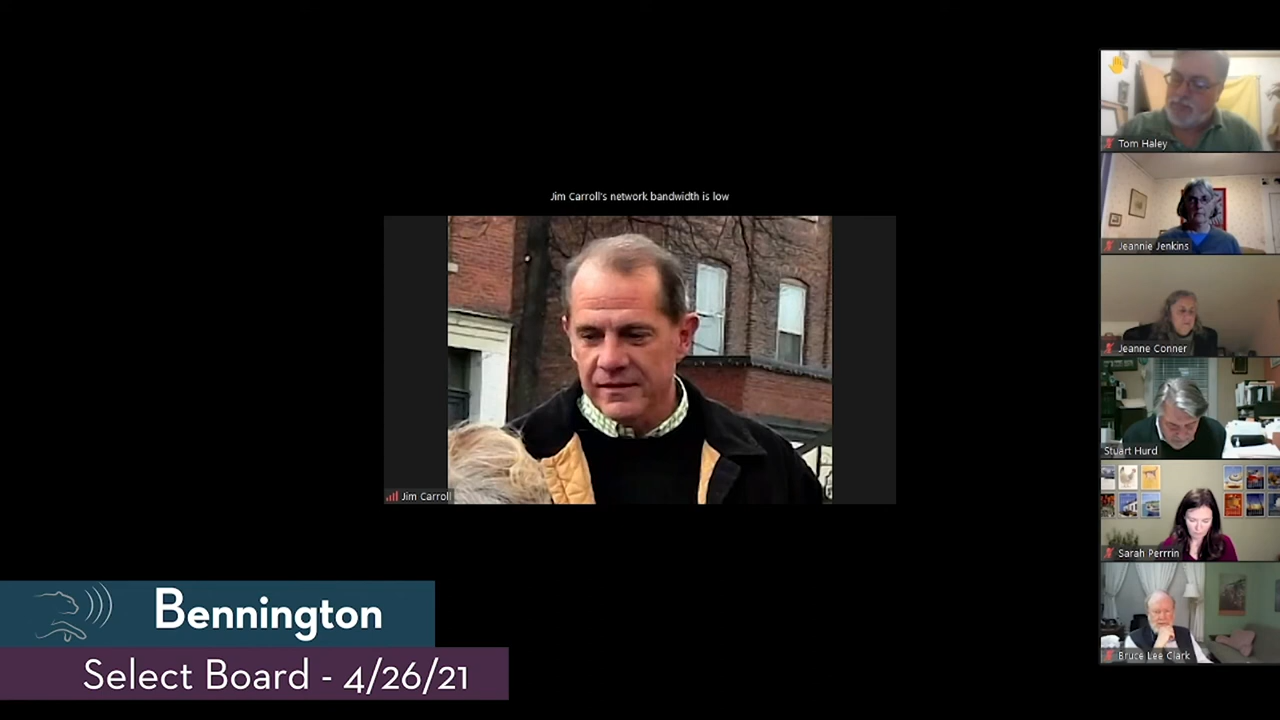 Jim Carroll's network bandwidth is low
Jim Carroll
Tom Haley
Jeannie Jenkins
Jeanne Conner
Stuart Hurd
Sarah Perrrin
Bruce Lee Clark
Bennington
Select Board - 4/26/21